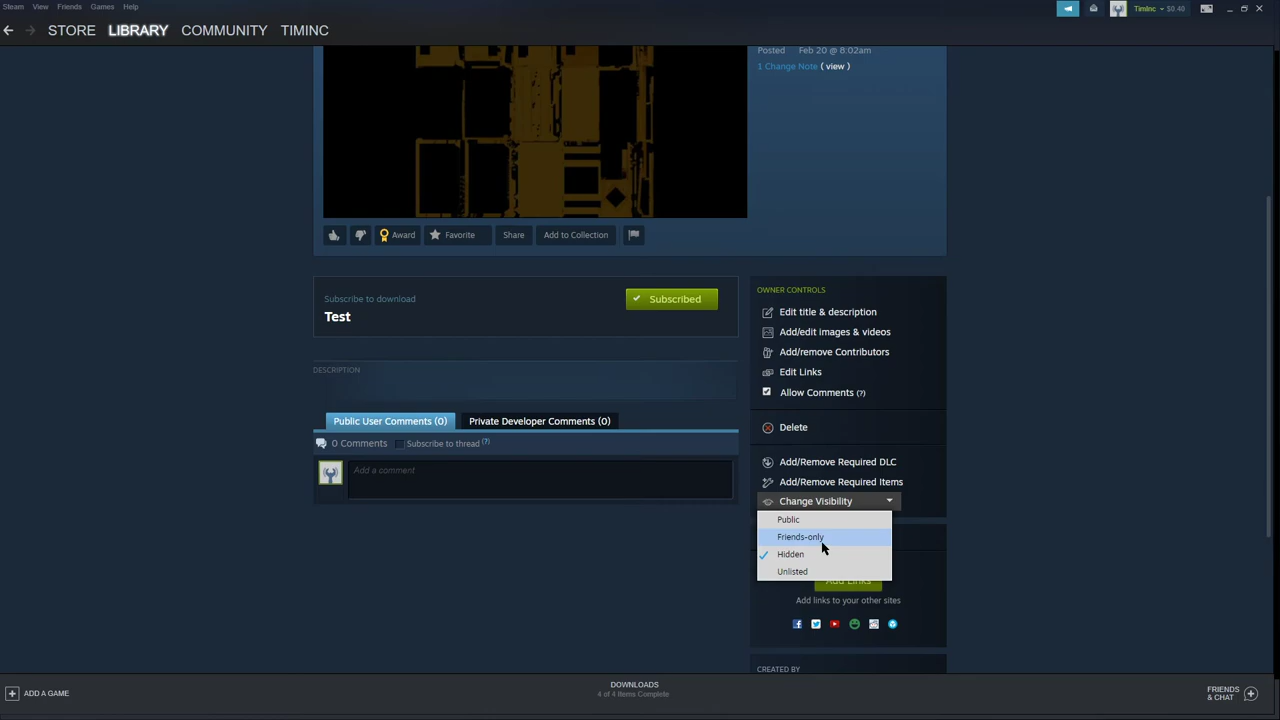 Steam View Friends Games Help
TimInc $0.40
STORE LIBRARY COMMUNITY TIMINC
Posted Feb 20 @ 8:02am
1 Change Note ( view )
Award Favorite Share Add to Collection
Subscribe to download
Test
Subscribed
DESCRIPTION
Public User Comments (0) Private Developer Comments (0)
0 Comments Subscribe to thread (?)
Add a comment
OWNER CONTROLS
Edit title & description
Add/edit images & videos
Add/remove Contributors
Edit Links
Allow Comments (?)
Delete
Add/Remove Required DLC
Add/Remove Required Items
Change Visibility
Public
Friends-only
Hidden
Unlisted
Add Links
Add links to your other sites
CREATED BY
ADD A GAME
DOWNLOADS
4 of 4 Items Complete
FRIENDS
& CHAT